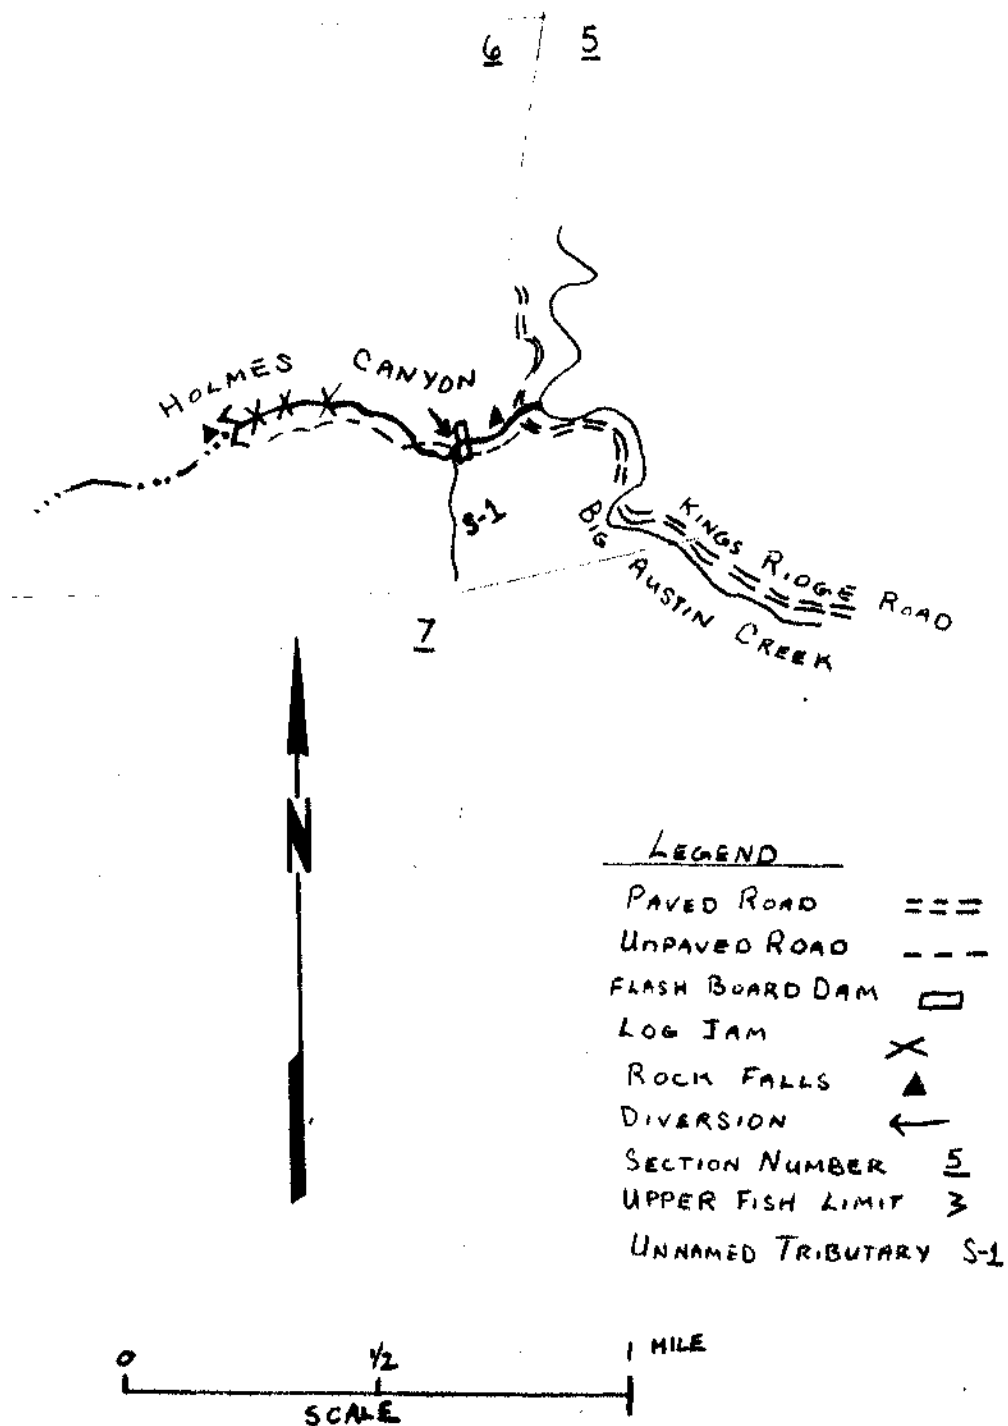 6 5
HOLMES CANYON
S-1
BIG AUSTIN CREEK
KINGS RIDGE ROAD
7
N
LEGEND
PAVED ROAD
UNPAVED ROAD
FLASH BOARD DAM
LOG JAM
ROCK FALLS
DIVERSION
SECTION NUMBER 5
UPPER FISH LIMIT
UNNAMED TRIBUTARY S-1
0 1/2 1 MILE
SCALE